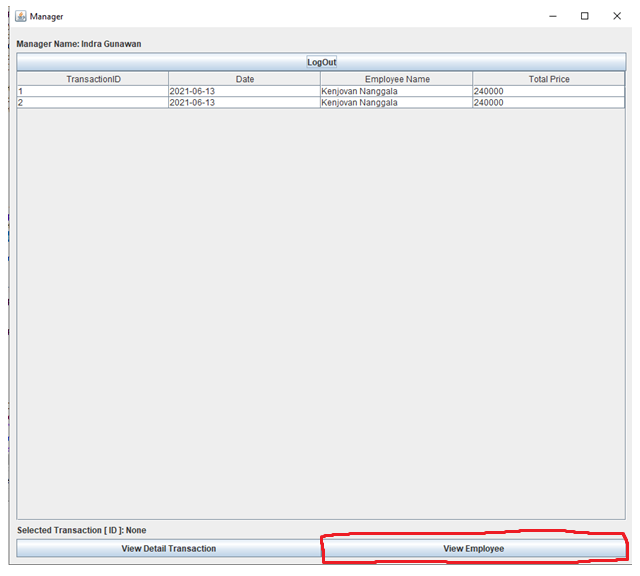 Manager
Manager Name: Indra Gunawan
LogOut
TransactionID Date Employee Name Total Price
1 2021-06-13 Kenjovan Nanggala 240000
2 2021-06-13 Kenjovan Nanggala 240000
Selected Transaction [ ID ]: None
View Detail Transaction View Employee